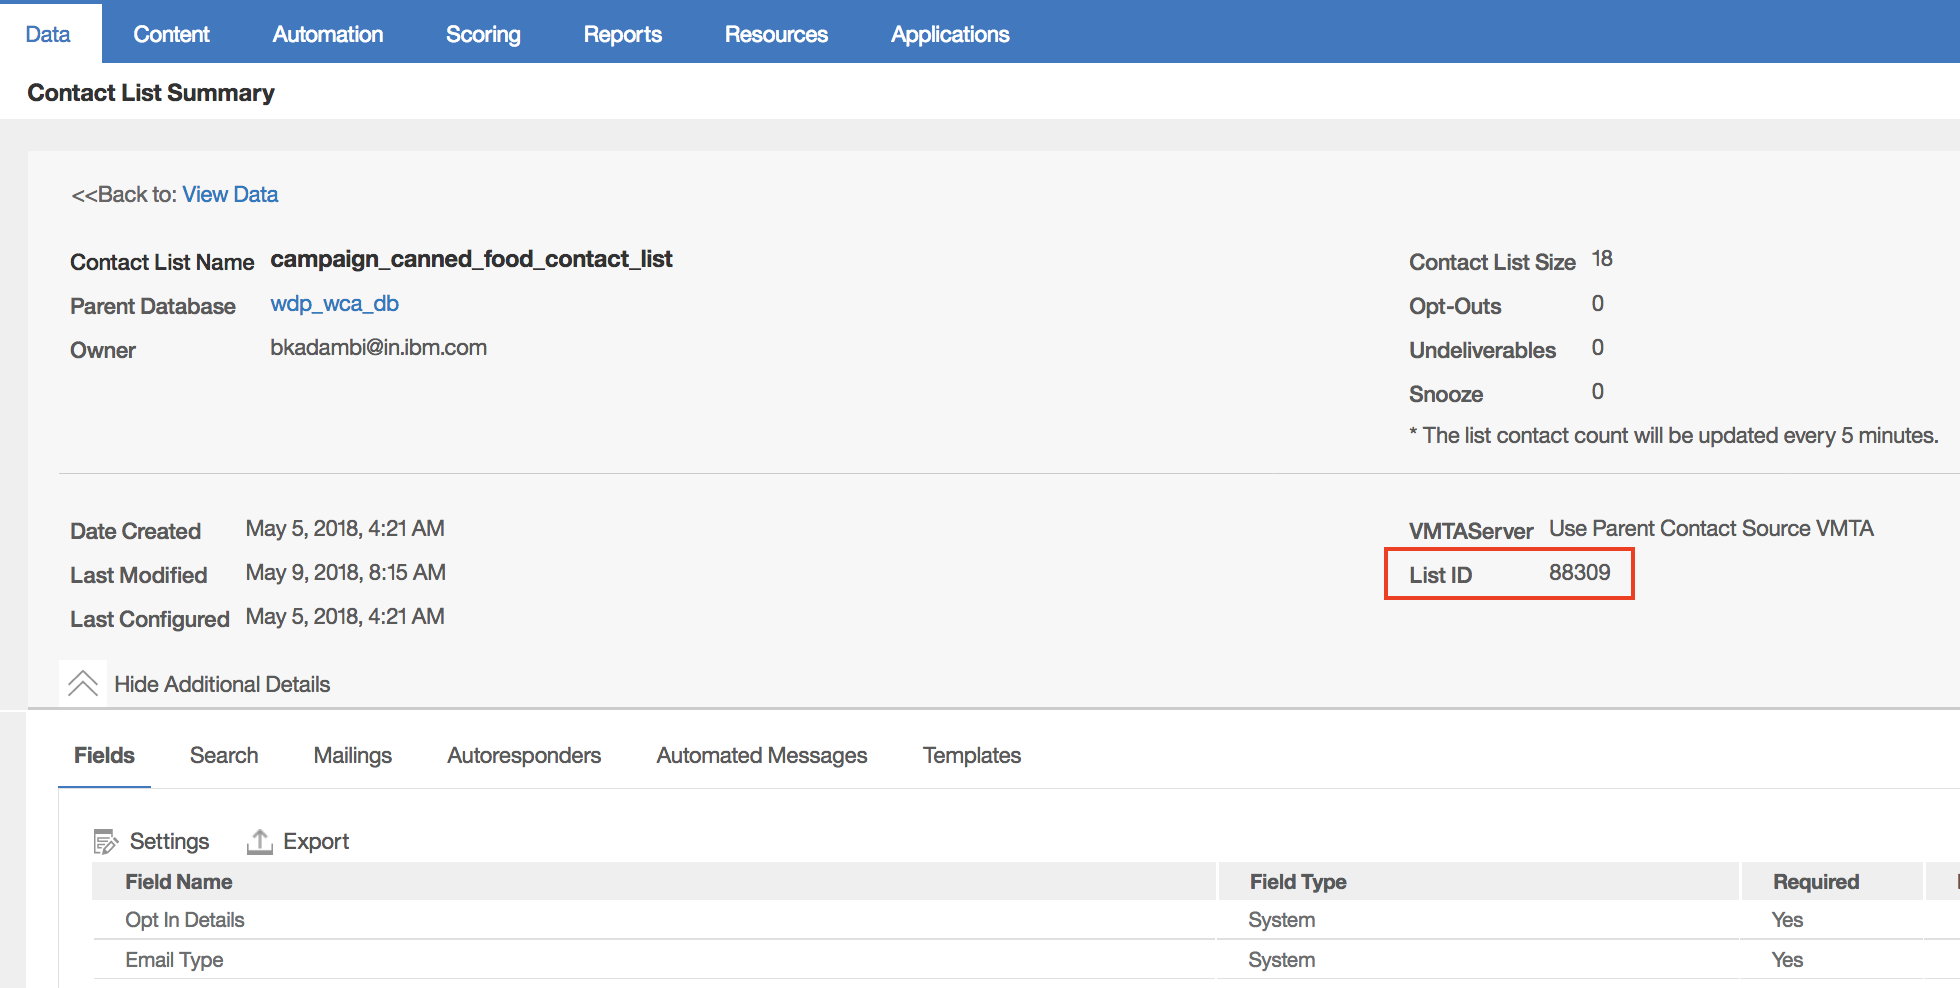 Data Content Automation Scoring Reports Resources Applications
Contact List Summary
<<Back to: View Data
Contact List Name campaign_canned_food_contact_list
Parent Database wdp_wca_db
Owner bkadambi@in.ibm.com
Contact List Size 18
Opt-Outs 0
Undeliverables 0
Snooze 0
* The list contact count will be updated every 5 minutes.
Date Created May 5, 2018, 4:21 AM
Last Modified May 9, 2018, 8:15 AM
Last Configured May 5, 2018, 4:21 AM
VMTAServer Use Parent Contact Source VMTA
List ID 88309
Hide Additional Details
Fields Search Mailings Autoresponders Automated Messages Templates
Settings Export
Field Name Field Type Required
Opt In Details System Yes
Email Type System Yes